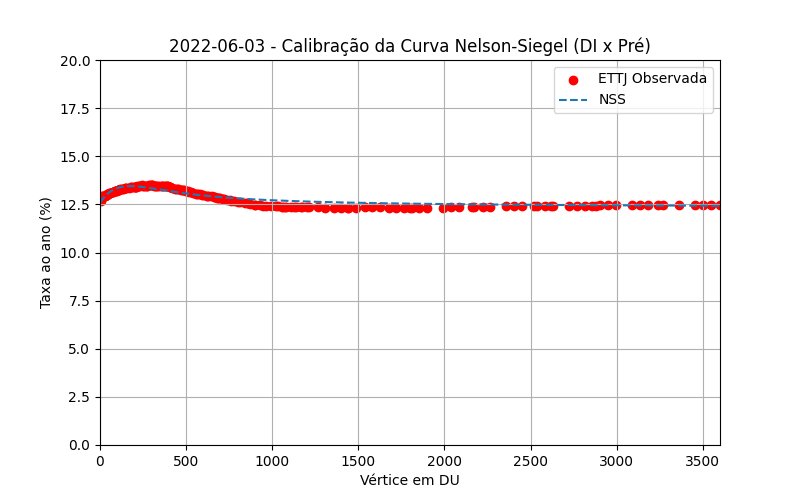 2022-06-03 - Calibração da Curva Nelson-Siegel (DI x Pré)
ETTJ Observada
NSS
Taxa ao ano (%)
20.0
17.5
15.0
12.5
10.0
7.5
5.0
2.5
0.0
0 500 1000 1500 2000 2500 3000 3500
Vértice em DU